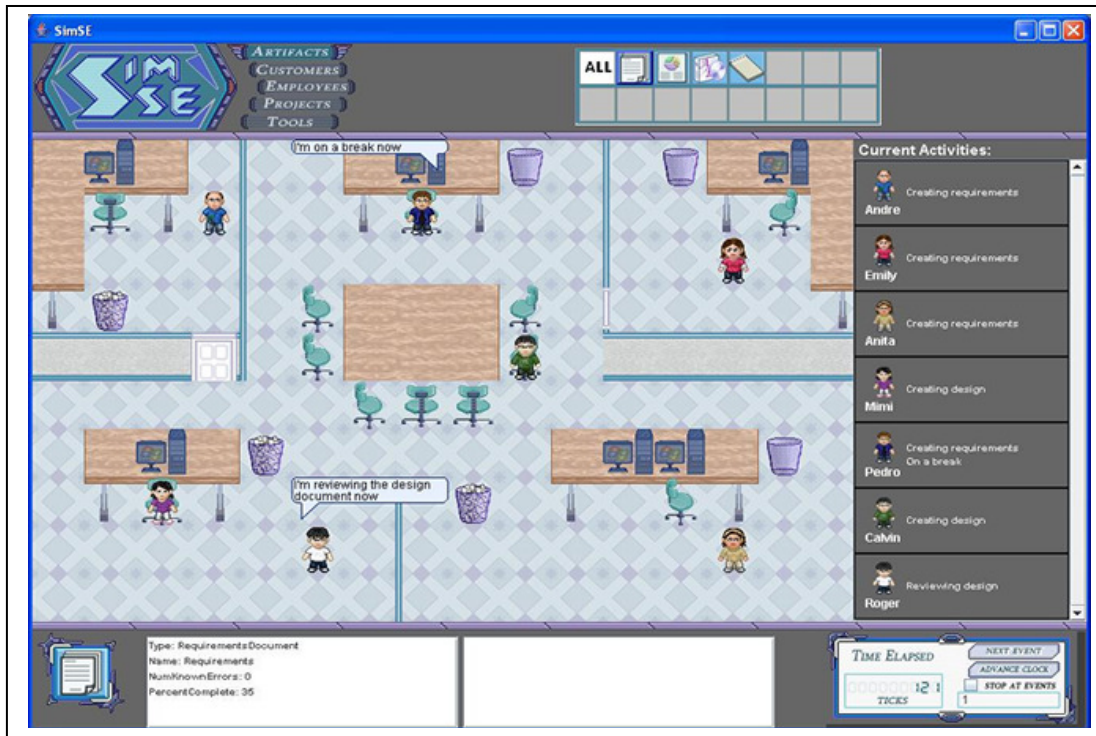 SimSE
SIM
SE
ARTIFACTS
CUSTOMERS
EMPLOYEES
PROJECTS
TOOLS
ALL
I'm on a break now
I'm reviewing the design
document now
Current Activities:
Creating requirements
Andre
Creating requirements
Emily
Creating requirements
Anita
Creating design
Mimi
Creating requirements
On a break
Pedro
Creating design
Calvin
Reviewing design
Roger
Type: RequirementsDocument
Name: Requirements
NumKnownErrors: 0
PercentComplete: 35
TIME ELAPSED
121
TICKS
NEXT EVENT
ADVANCE CLOCK
STOP AT EVENTS
1